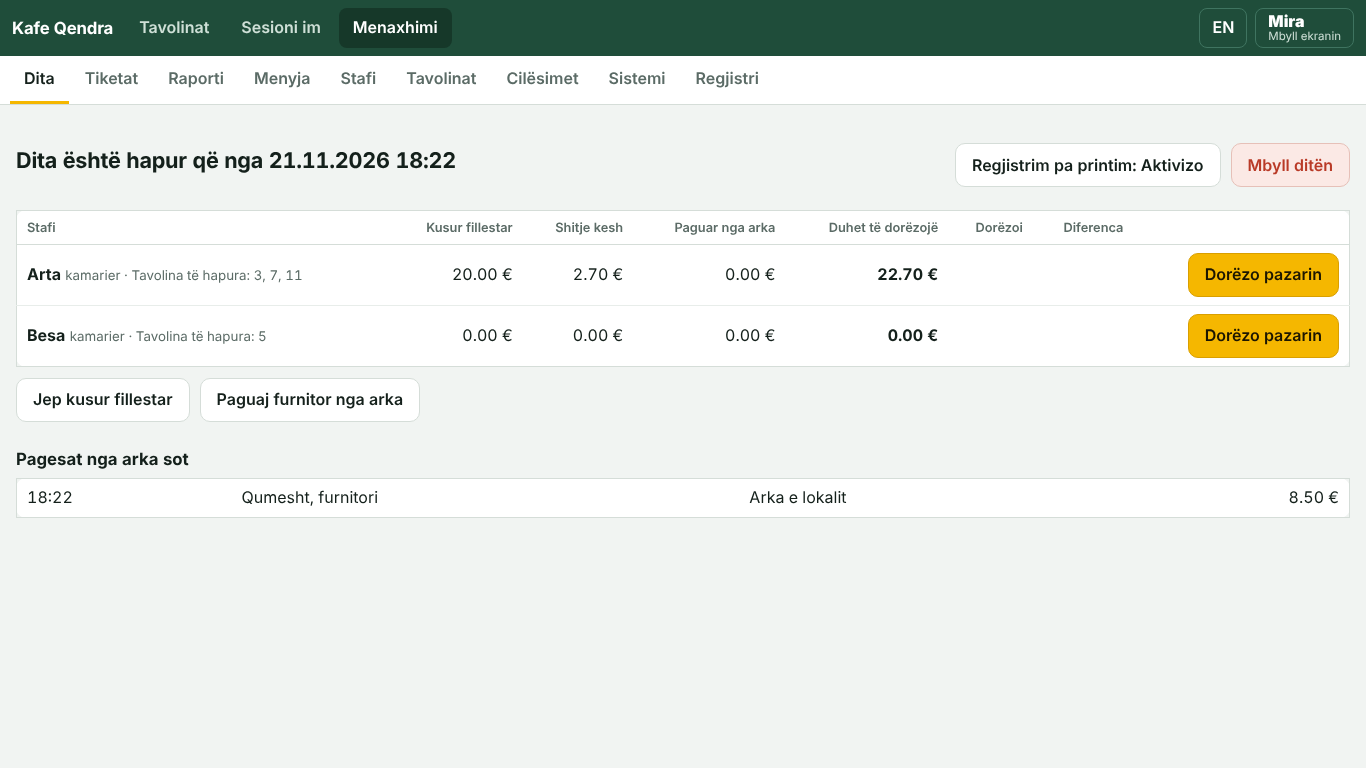 Kafe Qendra Tavolinat Sesioni im Menaxhimi EN Mira
Mbyll ekranin
Dita Tiketat Raporti Menyja Stafi Tavolinat Cilësimet Sistemi Regjistri
Dita është hapur që nga 21.11.2026 18:22
Regjistrim pa printim: Aktivizo Mbyll ditën
Stafi Kusur fillestar Shitje kesh Paguar nga arka Duhet të dorëzojë Dorëzoi Diferenca
Arta kamarier · Tavolina të hapura: 3, 7, 11 20.00 € 2.70 € 0.00 € 22.70 € Dorëzo pazarin
Besa kamarier · Tavolina të hapura: 5 0.00 € 0.00 € 0.00 € 0.00 € Dorëzo pazarin
Jep kusur fillestar Paguaj furnitor nga arka
Pagesat nga arka sot
18:22 Qumesht, furnitori Arka e lokalit 8.50 €